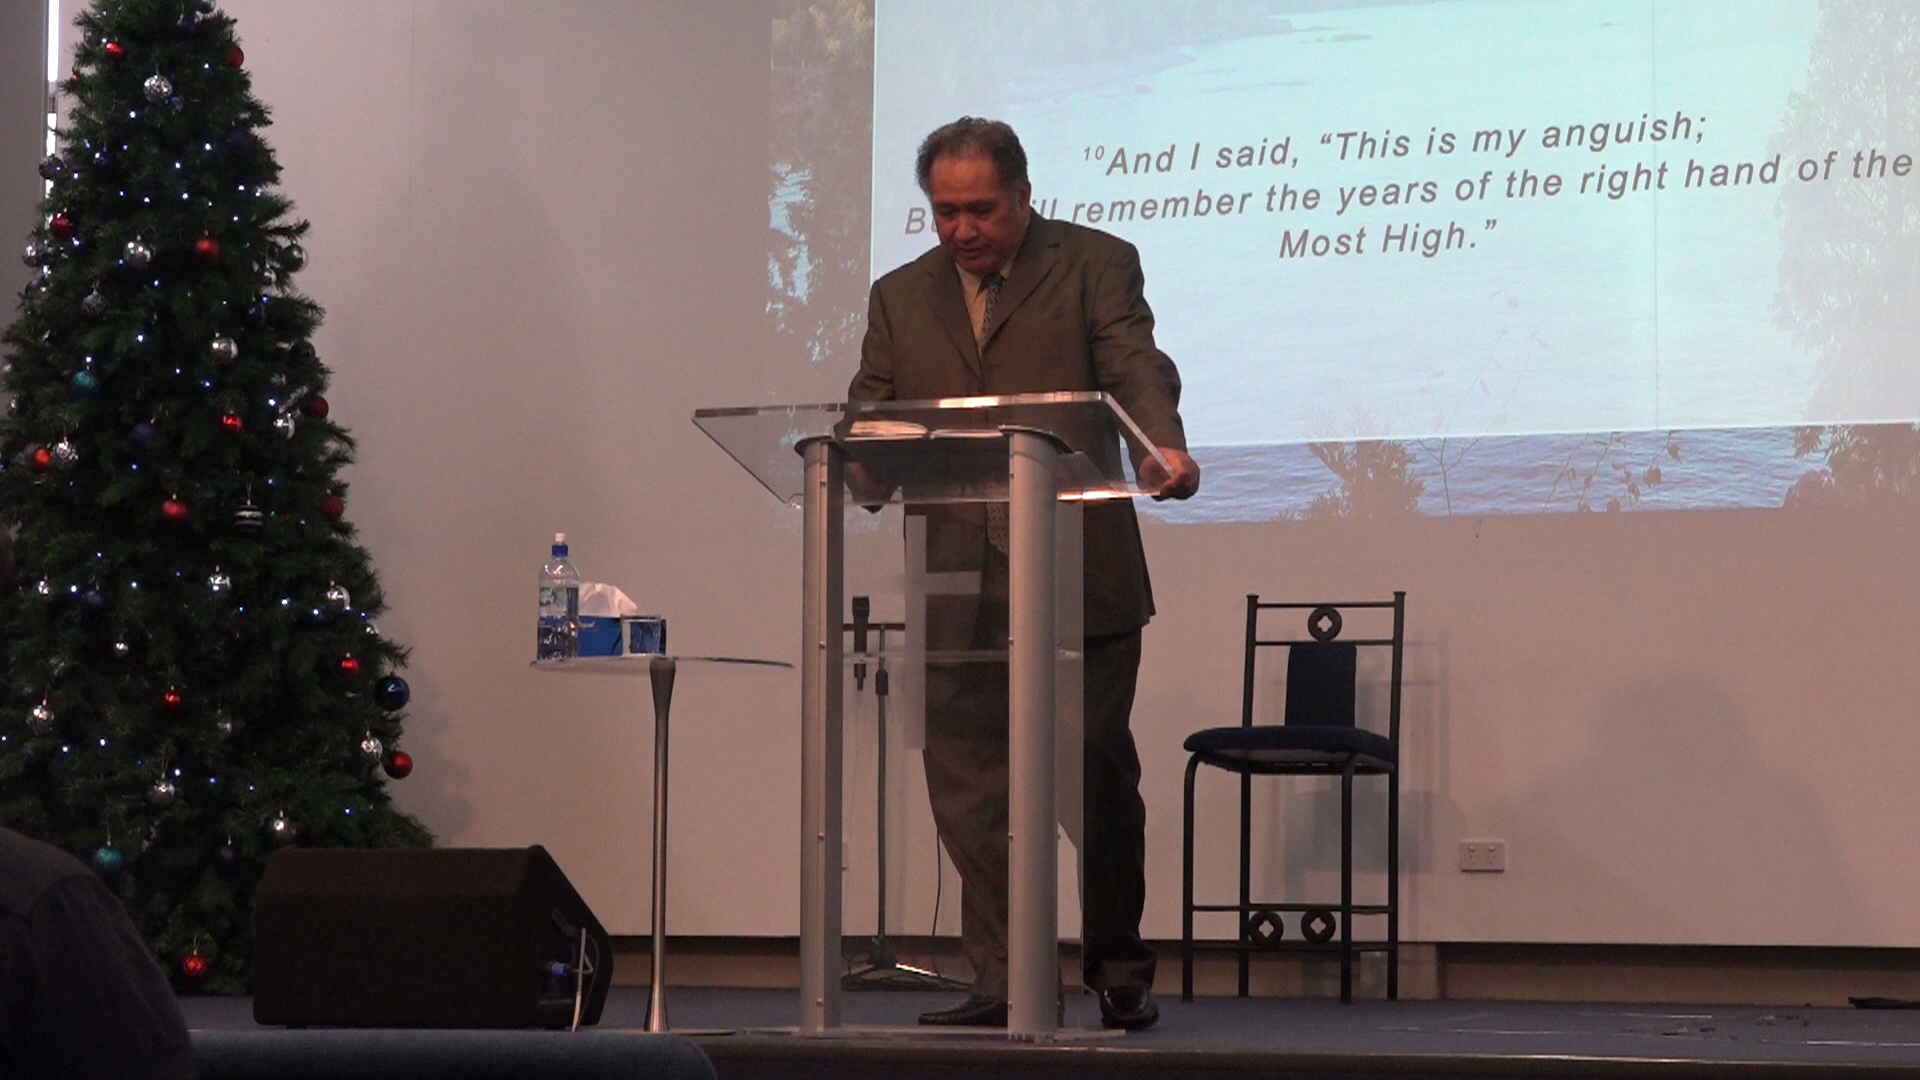 ¹⁰And I said, “This is my anguish;
remember the years of the right hand of the
Most High.”